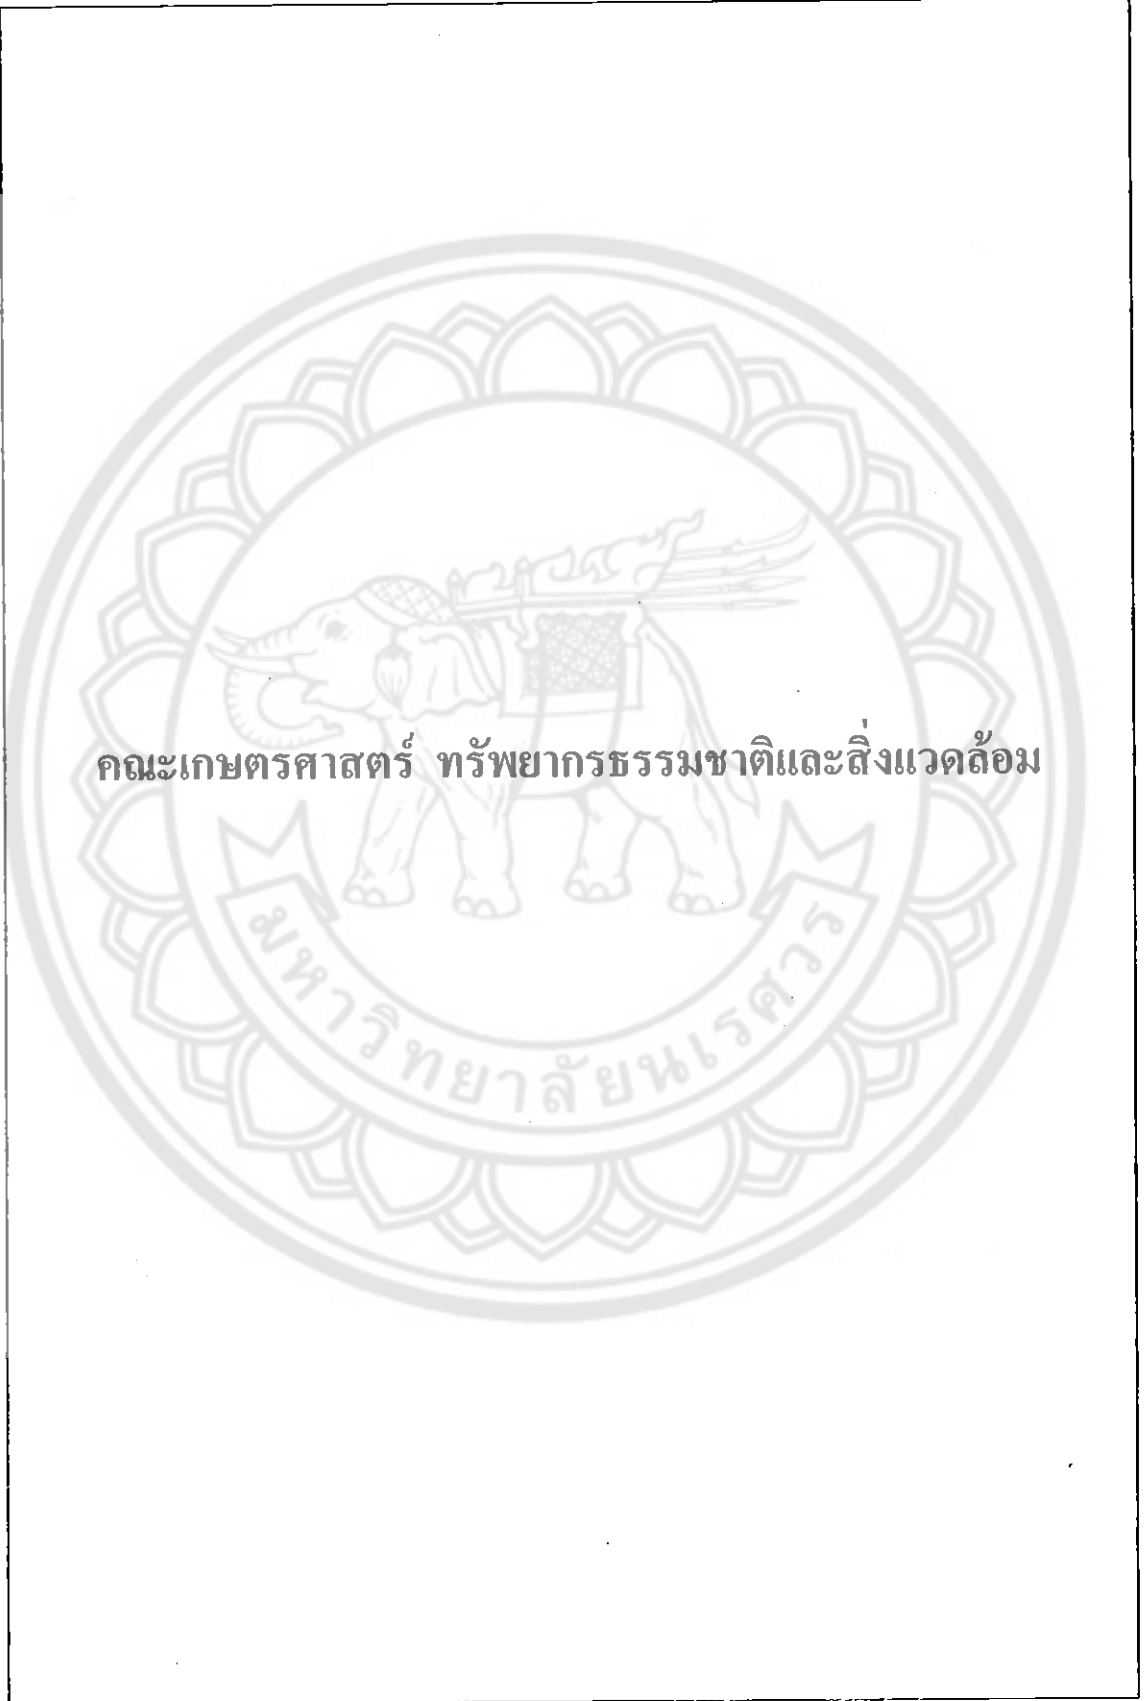 คณะเกษตรศาสตร์ ทรัพยากรธรรมชาติและสิ่งแวดล้อม
มหาวิทยาลัยนเรศวร